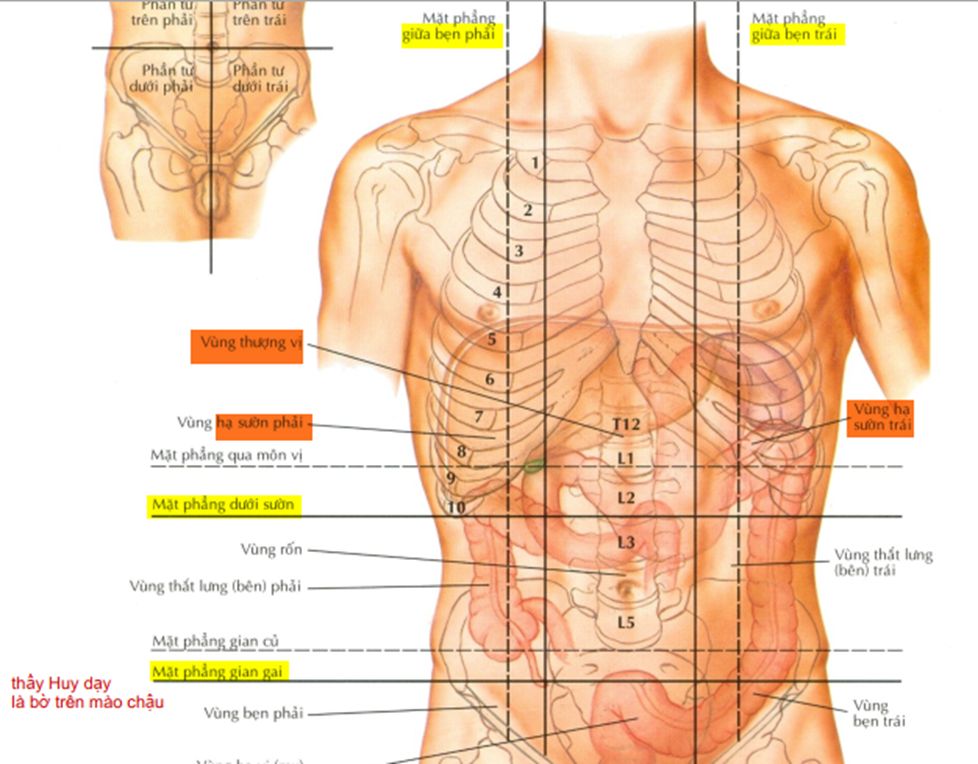 Phần tư
trên phải
Phần tư
trên trái
Phần tư
dưới phải
Phần tư
dưới trái
Mặt phẳng
giữa bẹn phải
Mặt phẳng
giữa bẹn trái
1
2
3
4
5
6
7
8
9
10
Vùng thượng vị
Vùng hạ sườn phải
Mặt phẳng qua môn vị
Mặt phẳng dưới sườn
Vùng rốn
Vùng thắt lưng (bên) phải
Mặt phẳng gian củ
Mặt phẳng gian gai
thầy Huy dạy
là bờ trên mào chậu
Vùng bẹn phải
T12
L1
L2
L3
L5
Vùng hạ
sườn trái
Vùng thắt lưng
(bên) trái
Vùng
bẹn trái